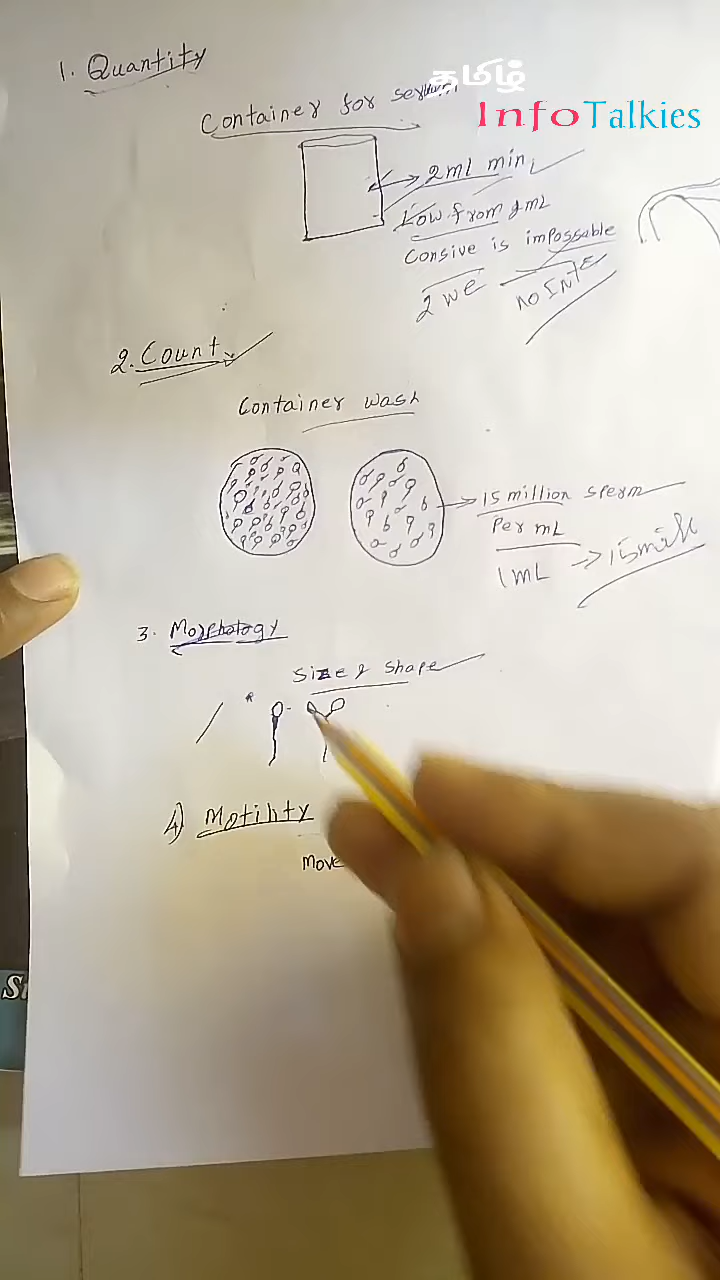 தமிழ்
InfoTalkies
1. Quantity
Container for
2ml min
Low from 2ml
Consive is impossable
2 we
no Inte
2. Count
Container wash
15 million sperm
Per mL
1mL → 15mill
3. Morphology
Size & shape
4) Motility
Move